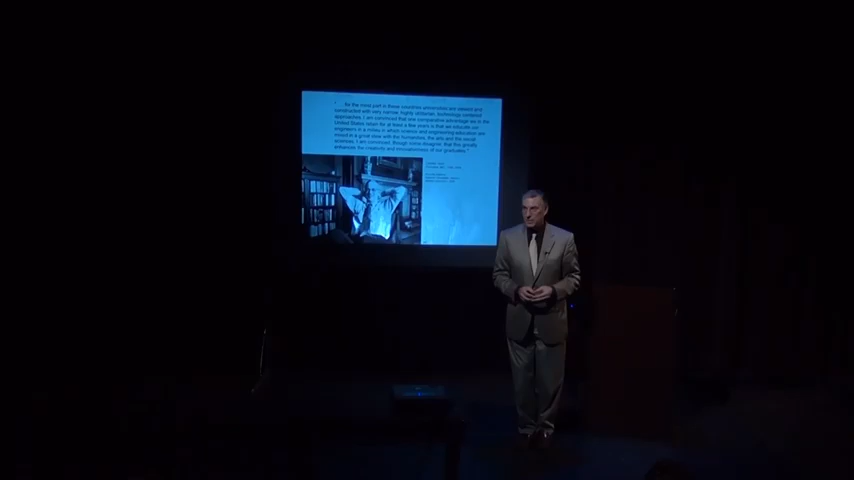 for the most part in these countries universities are viewed and
constructed with very narrow highly utilitarian, technology centered
approaches. I am convinced that one comparative advantage we in the
United States retain for at least a few years is that we educate our
engineers in a milieu in which science and engineering education are
mixed in a great stew with the humanities, the arts and the social
sciences. I am convinced, though some disagree that this greatly
enhances the creativity and innovativeness of our graduates."